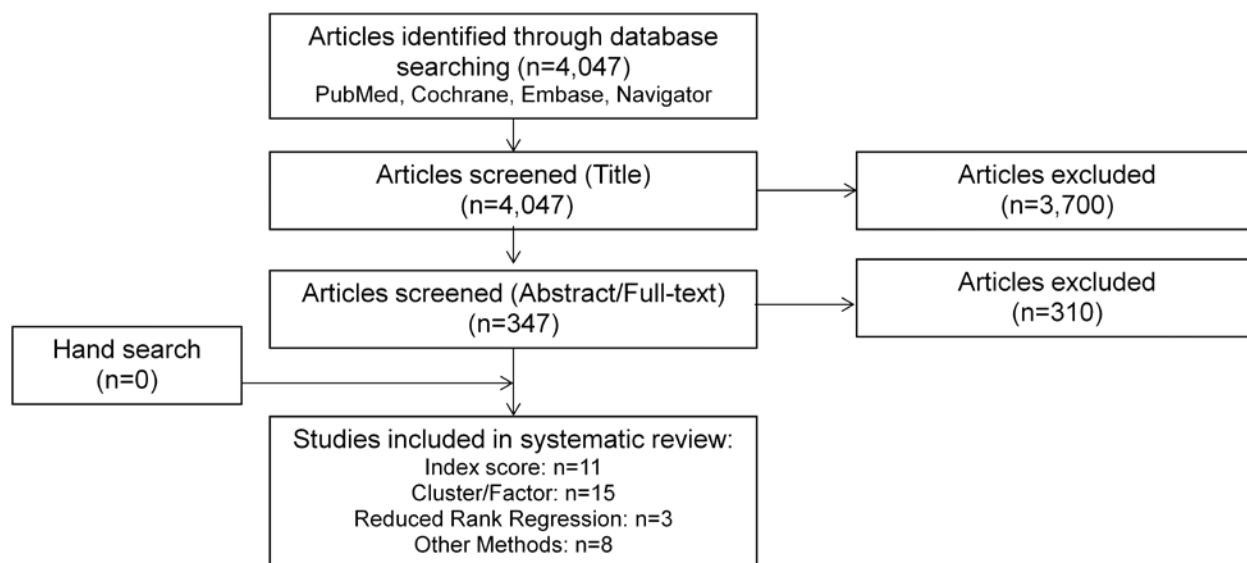 Articles identified through database
searching (n=4,047)
PubMed, Cochrane, Embase, Navigator
Articles screened (Title)
(n=4,047)
Articles excluded
(n=3,700)
Articles screened (Abstract/Full-text)
(n=347)
Articles excluded
(n=310)
Hand search
(n=0)
Studies included in systematic review:
Index score: n=11
Cluster/Factor: n=15
Reduced Rank Regression: n=3
Other Methods: n=8